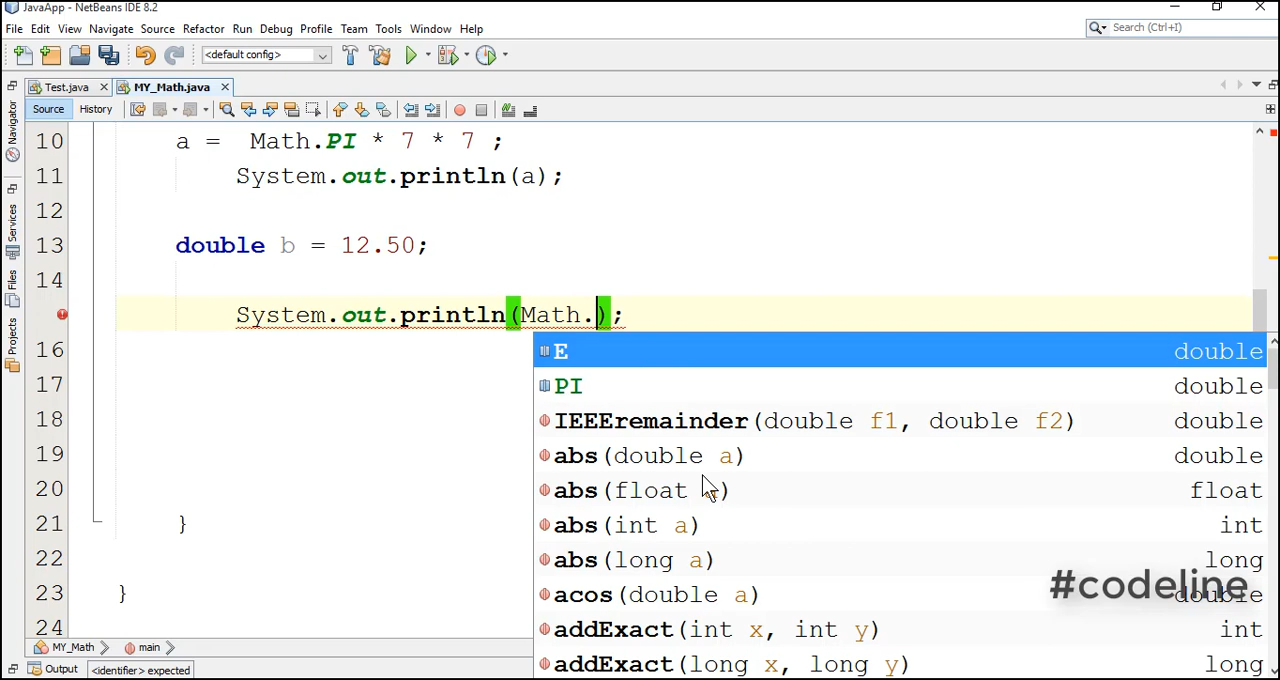 JavaApp - NetBeans IDE 8.2
File Edit View Navigate Source Refactor Run Debug Profile Team Tools Window Help
Search (Ctrl+I)
<default config>
Test.java MY_Math.java
Source History
Navigator
Services
Files
Projects
10 a = Math.PI * 7 * 7 ;
11 System.out.println(a);
12
13 double b = 12.50;
14
System.out.println(Math.);
16
17
18
19
20
21 }
22
23 }
24
E double
PI double
IEEEremainder(double f1, double f2) double
abs(double a) double
abs(float a) float
abs(int a) int
abs(long a) long
acos(double a) double
addExact(int x, int y) int
addExact(long x, long y) long
#codeline
MY_Math main
Output <identifier> expected